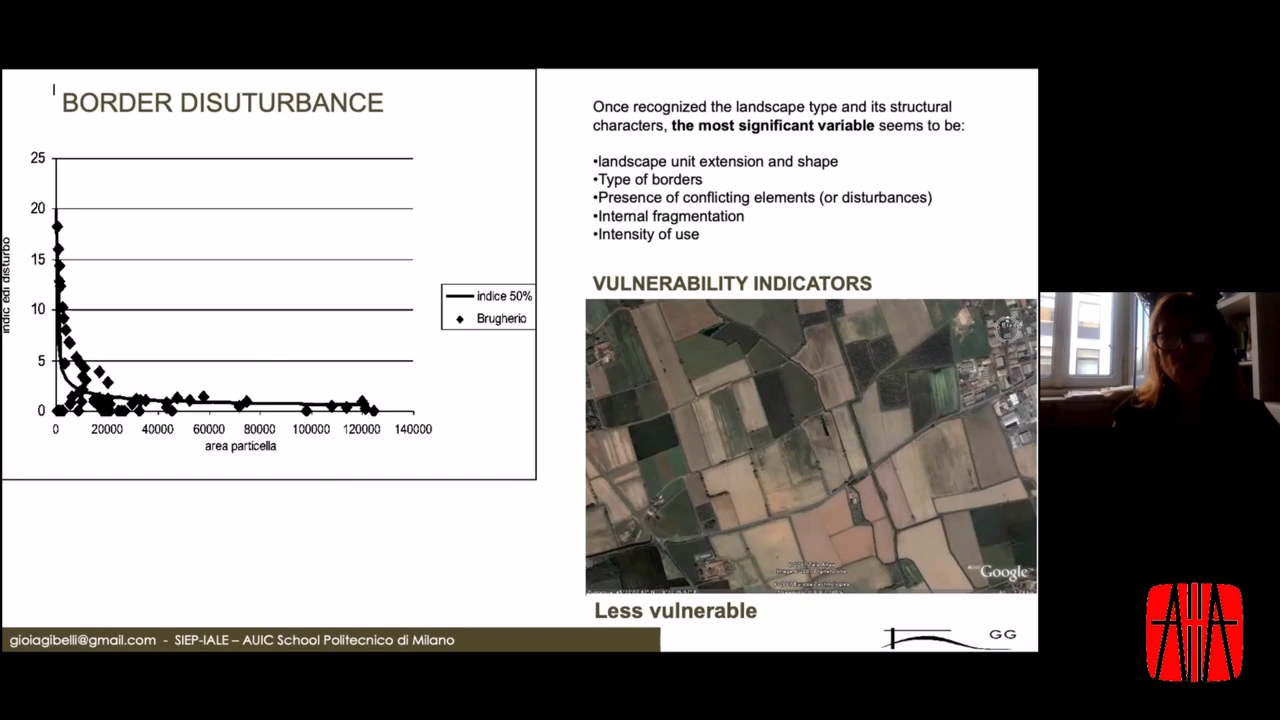 BORDER DISUTURBANCE
25
20
15
10
5
0
indic edi disturbo
0 20000 40000 60000 80000 100000 120000 140000
area particella
indice 50%
Brugherio
Once recognized the landscape type and its structural
characters, the most significant variable seems to be:
•landscape unit extension and shape
•Type of borders
•Presence of conflicting elements (or disturbances)
•Internal fragmentation
•Intensity of use
VULNERABILITY INDICATORS
Google
Less vulnerable
gioiagibelli@gmail.com - SIEP-IALE – AUIC School Politecnico di Milano
GG